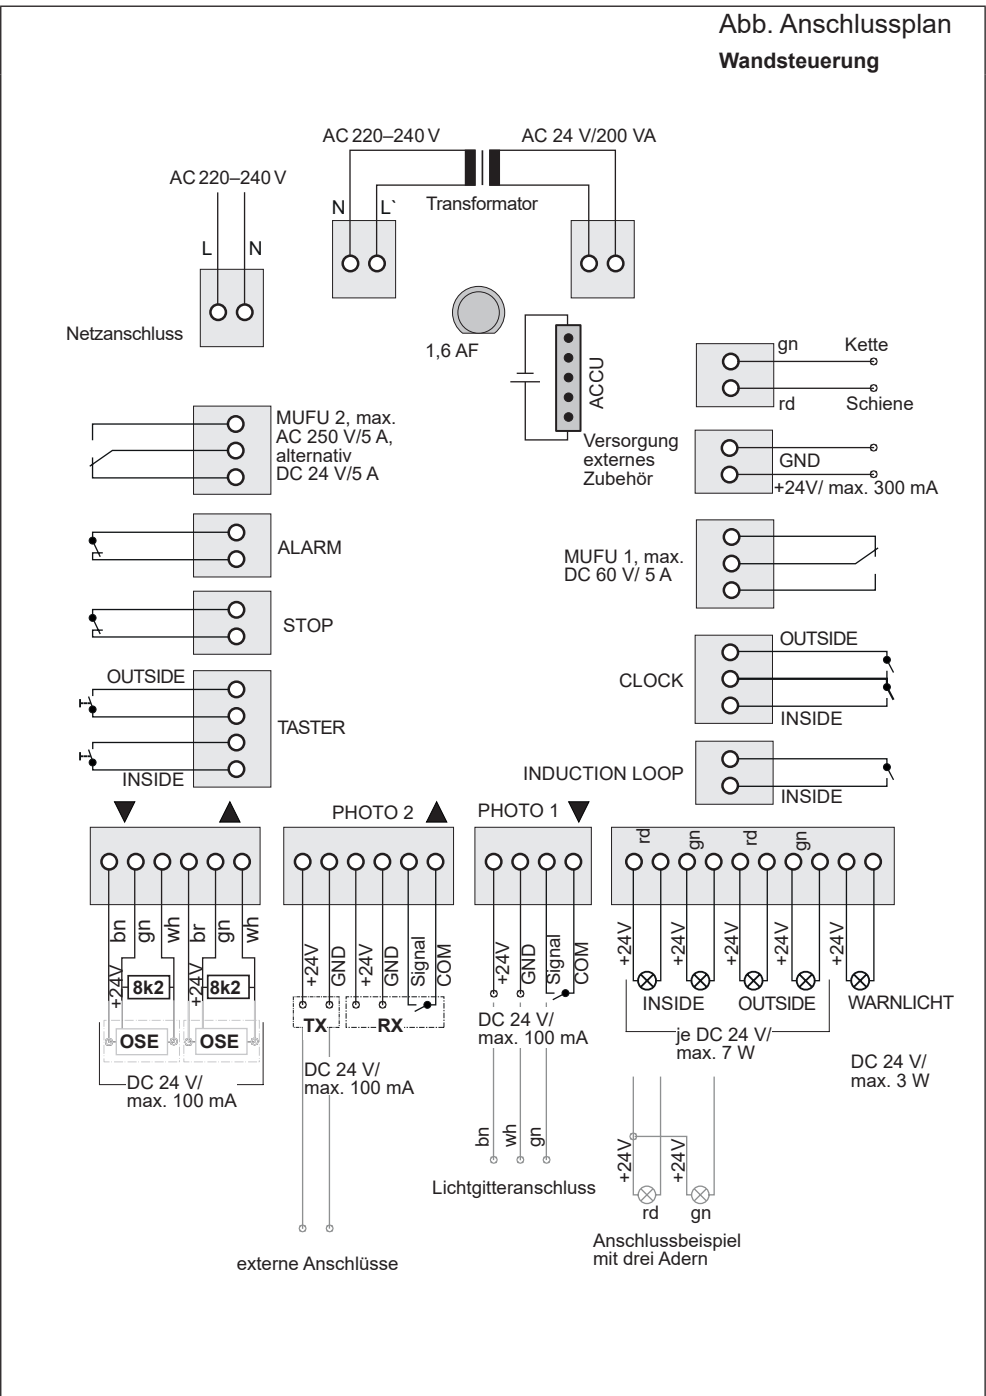 Abb. Anschlussplan
Wandsteuerung
AC 220–240 V
AC 24 V/200 VA
AC 220–240 V
N
L`
Transformator
L
N
Netzanschluss
1,6 AF
ACCU
gn
Kette
rd
Schiene
MUFU 2, max.
AC 250 V/5 A,
alternativ
DC 24 V/5 A
Versorgung
externes
Zubehör
GND
+24V/ max. 300 mA
ALARM
MUFU 1, max.
DC 60 V/ 5 A
STOP
OUTSIDE
CLOCK
INSIDE
OUTSIDE
TASTER
INSIDE
INDUCTION LOOP
INSIDE
PHOTO 2
PHOTO 1
rd
gn
rd
gn
bn
gn
wh
br
gn
wh
+24V
+24V
8k2
8k2
OSE
OSE
DC 24 V/
max. 100 mA
+24V
GND
+24V
GND
Signal
COM
TX
RX
DC 24 V/
max. 100 mA
externe Anschlüsse
+24V
GND
Signal
COM
DC 24 V/
max. 100 mA
bn
wh
gn
Lichtgitteranschluss
+24V
+24V
+24V
+24V
+24V
INSIDE
OUTSIDE
WARNLICHT
je DC 24 V/
max. 7 W
DC 24 V/
max. 3 W
+24V
+24V
rd
gn
Anschlussbeispiel
mit drei Adern